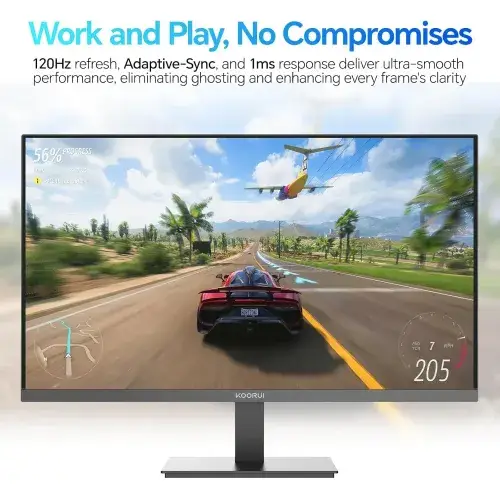 Work and Play, No Compromises
120Hz refresh, Adaptive-Sync, and 1ms response deliver ultra-smooth
performance, eliminating ghosting and enhancing every frame's clarity
56% PROGRESS
7
205
KOORUI